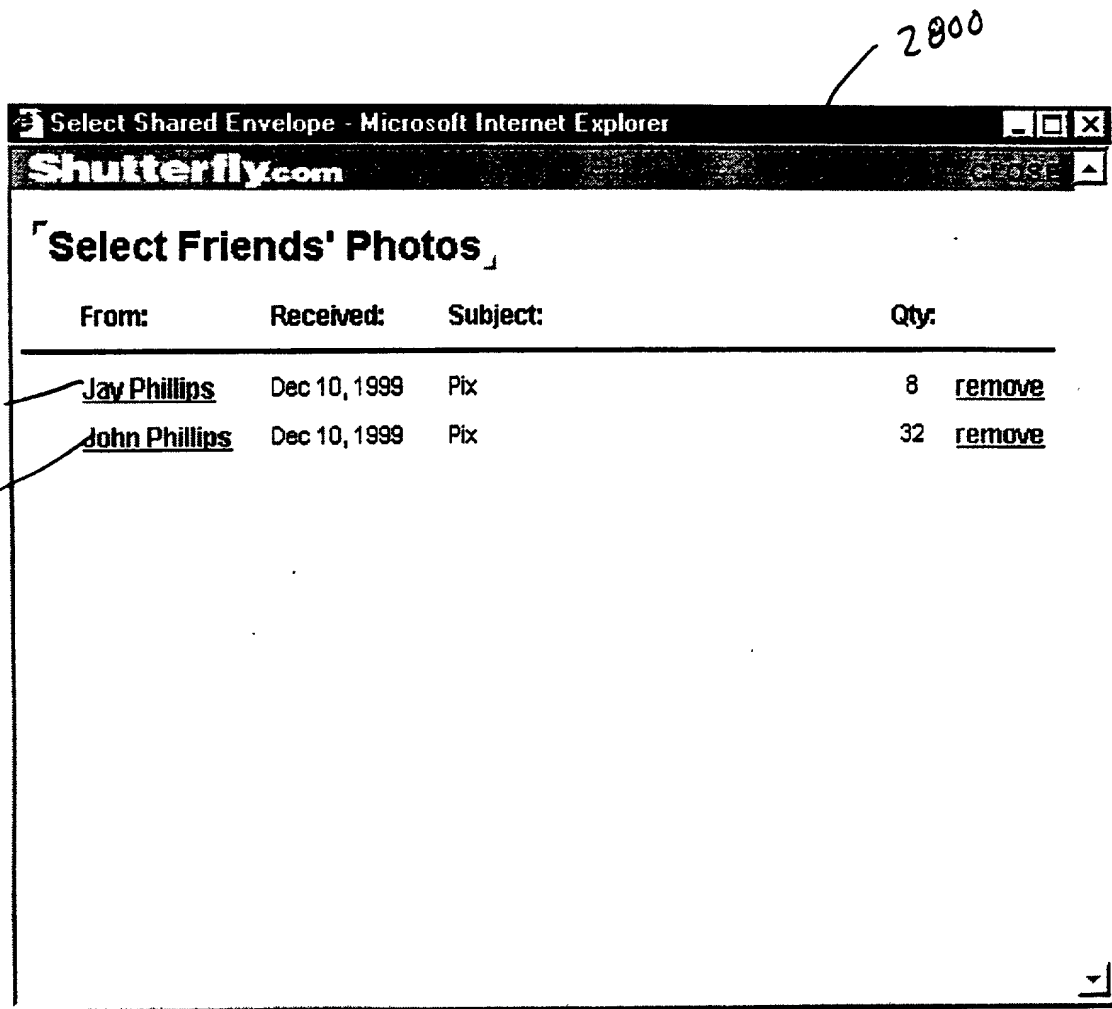 2800
Select Shared Envelope - Microsoft Internet Explorer
Shutterfly.com CLOSE
Select Friends' Photos
From: Received: Subject: Qty:
Jay Phillips Dec 10, 1999 Pix 8 remove
John Phillips Dec 10, 1999 Pix 32 remove